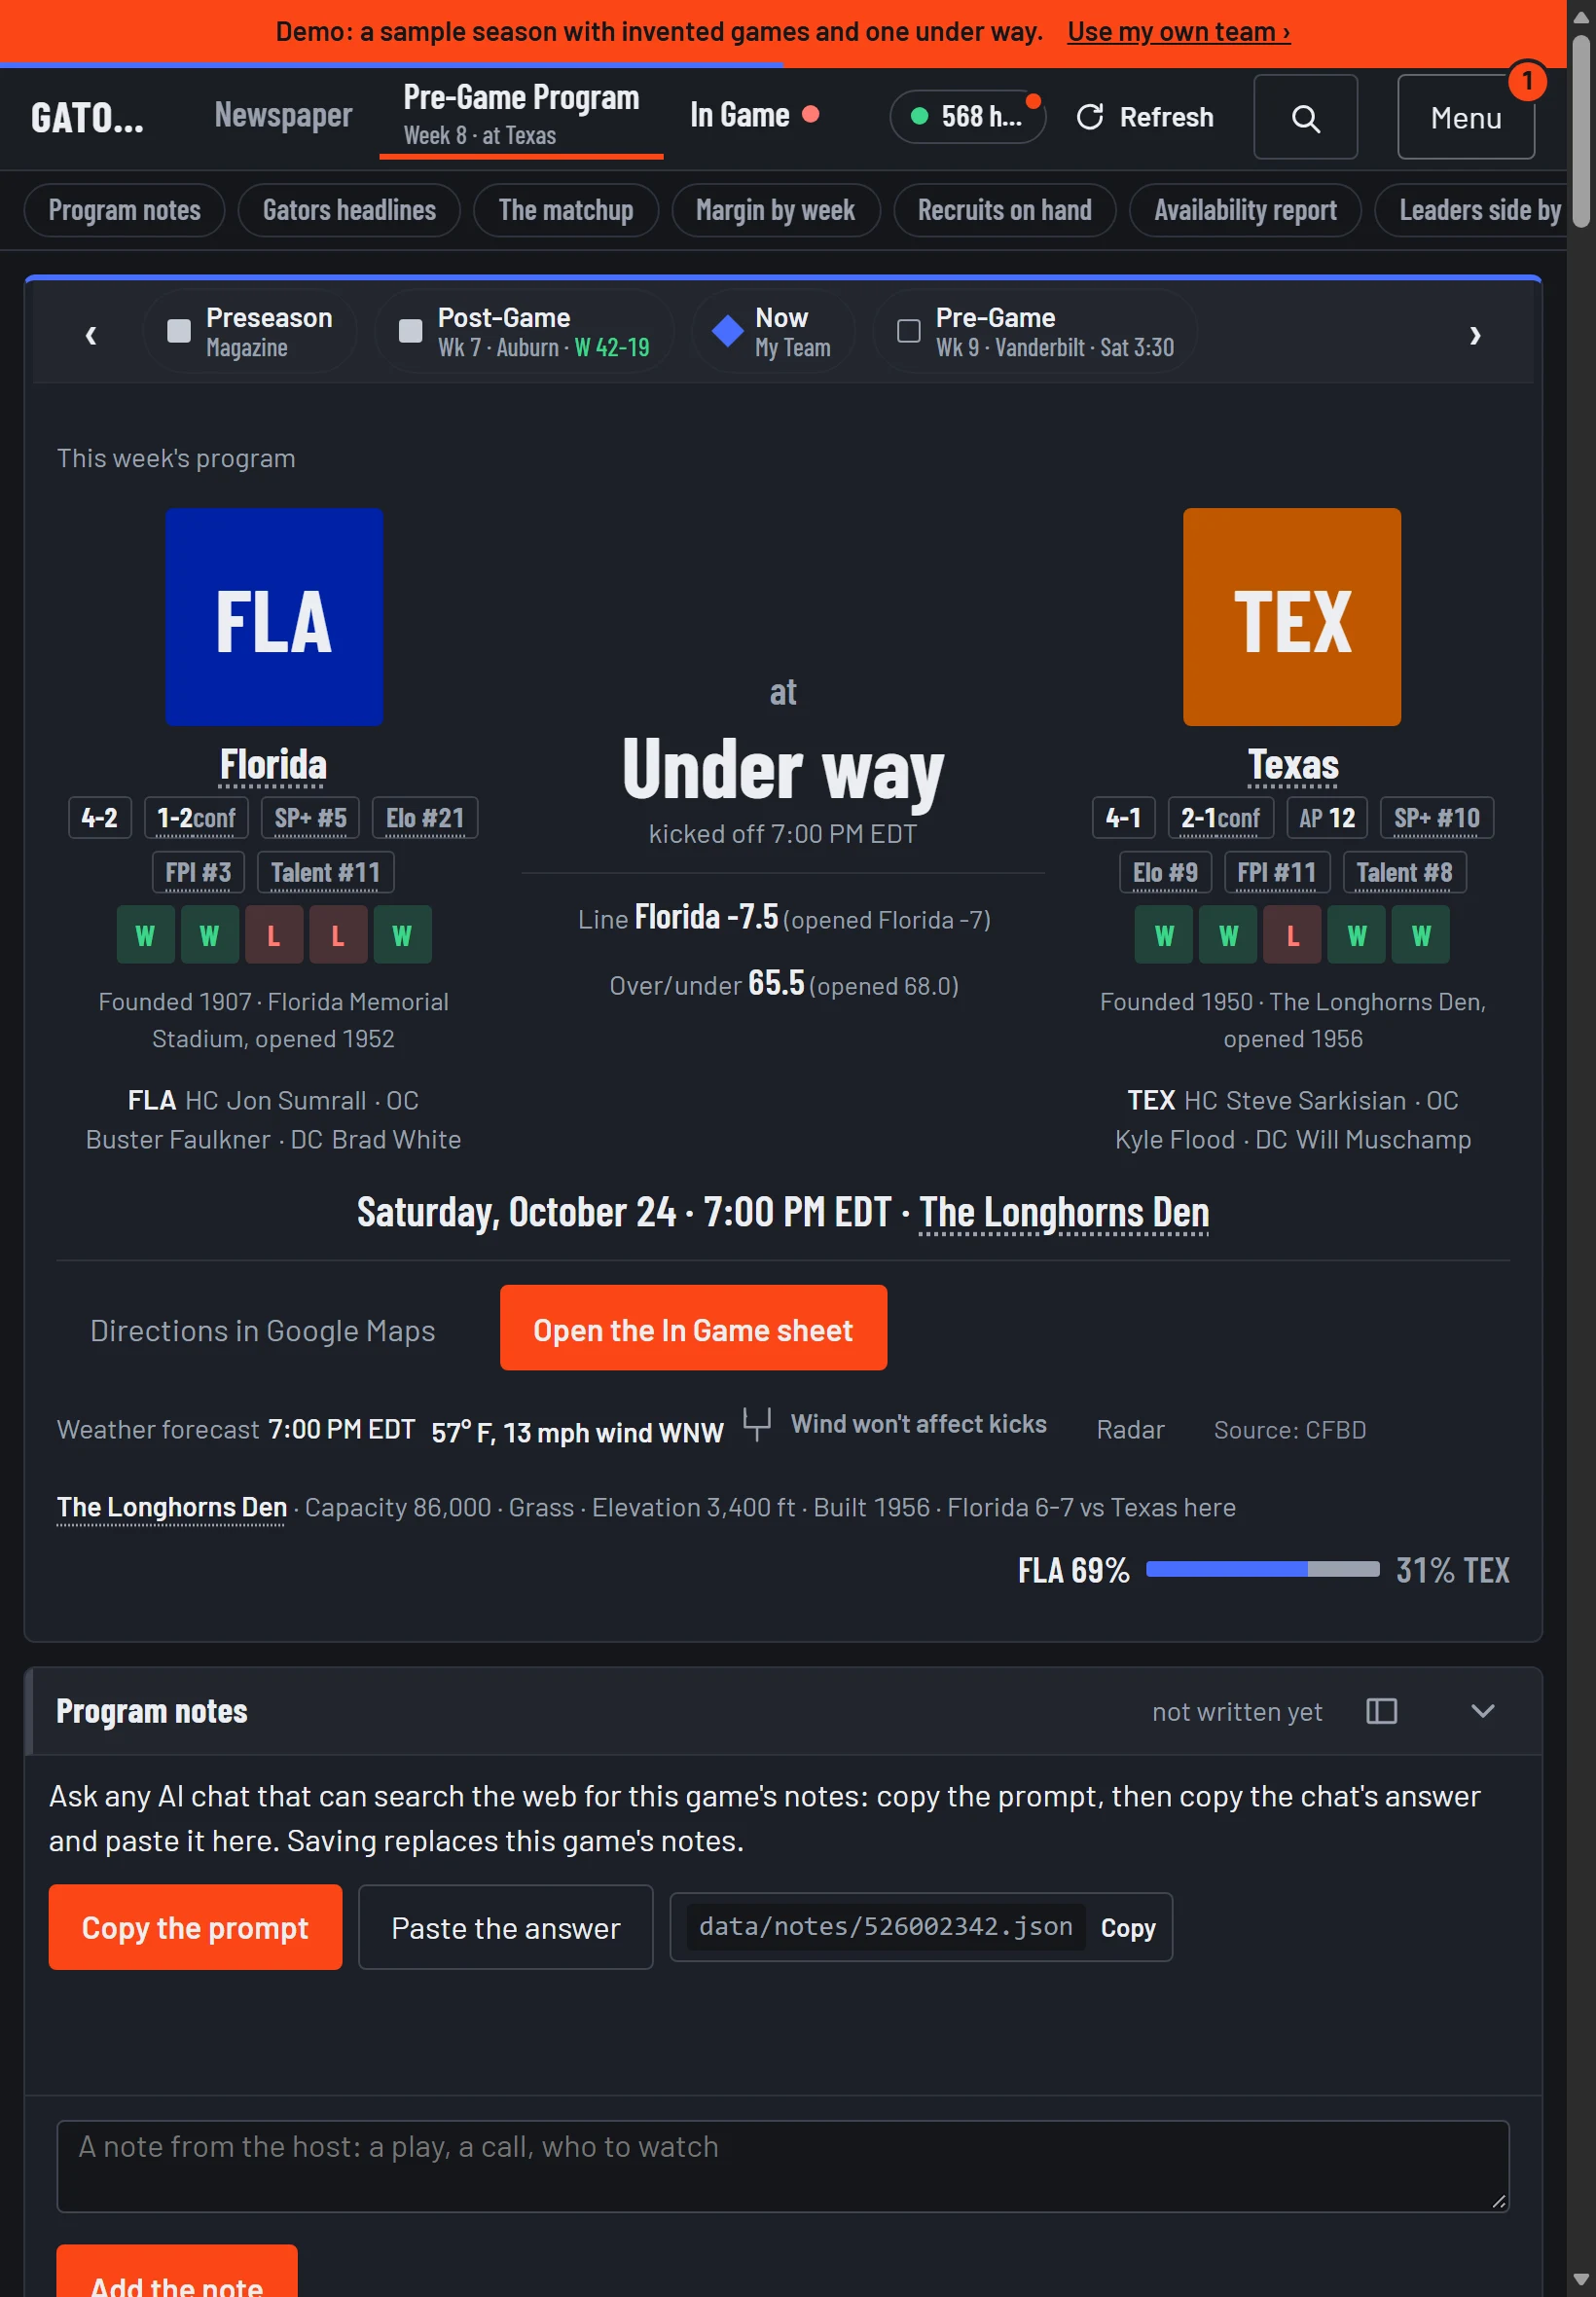 Demo: a sample season with invented games and one under way. Use my own team ›
GATO...
Newspaper
Pre-Game Program
Week 8 · at Texas
In Game
568 h...
Refresh
Menu
1
Program notes
Gators headlines
The matchup
Margin by week
Recruits on hand
Availability report
Leaders side by
‹
Preseason
Magazine
Post-Game
Wk 7 · Auburn · W 42-19
Now
My Team
Pre-Game
Wk 9 · Vanderbilt · Sat 3:30
›
This week's program
FLA
Florida
4-2 1-2conf SP+ #5 Elo #21
FPI #3 Talent #11
W W L L W
Founded 1907 · Florida Memorial
Stadium, opened 1952
FLA HC Jon Sumrall · OC
Buster Faulkner · DC Brad White
at
Under way
kicked off 7:00 PM EDT
Line Florida -7.5 (opened Florida -7)
Over/under 65.5 (opened 68.0)
TEX
Texas
4-1 2-1conf AP 12 SP+ #10
Elo #9 FPI #11 Talent #8
W W L W W
Founded 1950 · The Longhorns Den,
opened 1956
TEX HC Steve Sarkisian · OC
Kyle Flood · DC Will Muschamp
Saturday, October 24 · 7:00 PM EDT · The Longhorns Den
Directions in Google Maps
Open the In Game sheet
Weather forecast 7:00 PM EDT 57° F, 13 mph wind WNW Wind won't affect kicks Radar Source: CFBD
The Longhorns Den · Capacity 86,000 · Grass · Elevation 3,400 ft · Built 1956 · Florida 6-7 vs Texas here
FLA 69% 31% TEX
Program notes
not written yet
Ask any AI chat that can search the web for this game's notes: copy the prompt, then copy the chat's answer
and paste it here. Saving replaces this game's notes.
Copy the prompt
Paste the answer
data/notes/526002342.json Copy
A note from the host: a play, a call, who to watch
Add the note